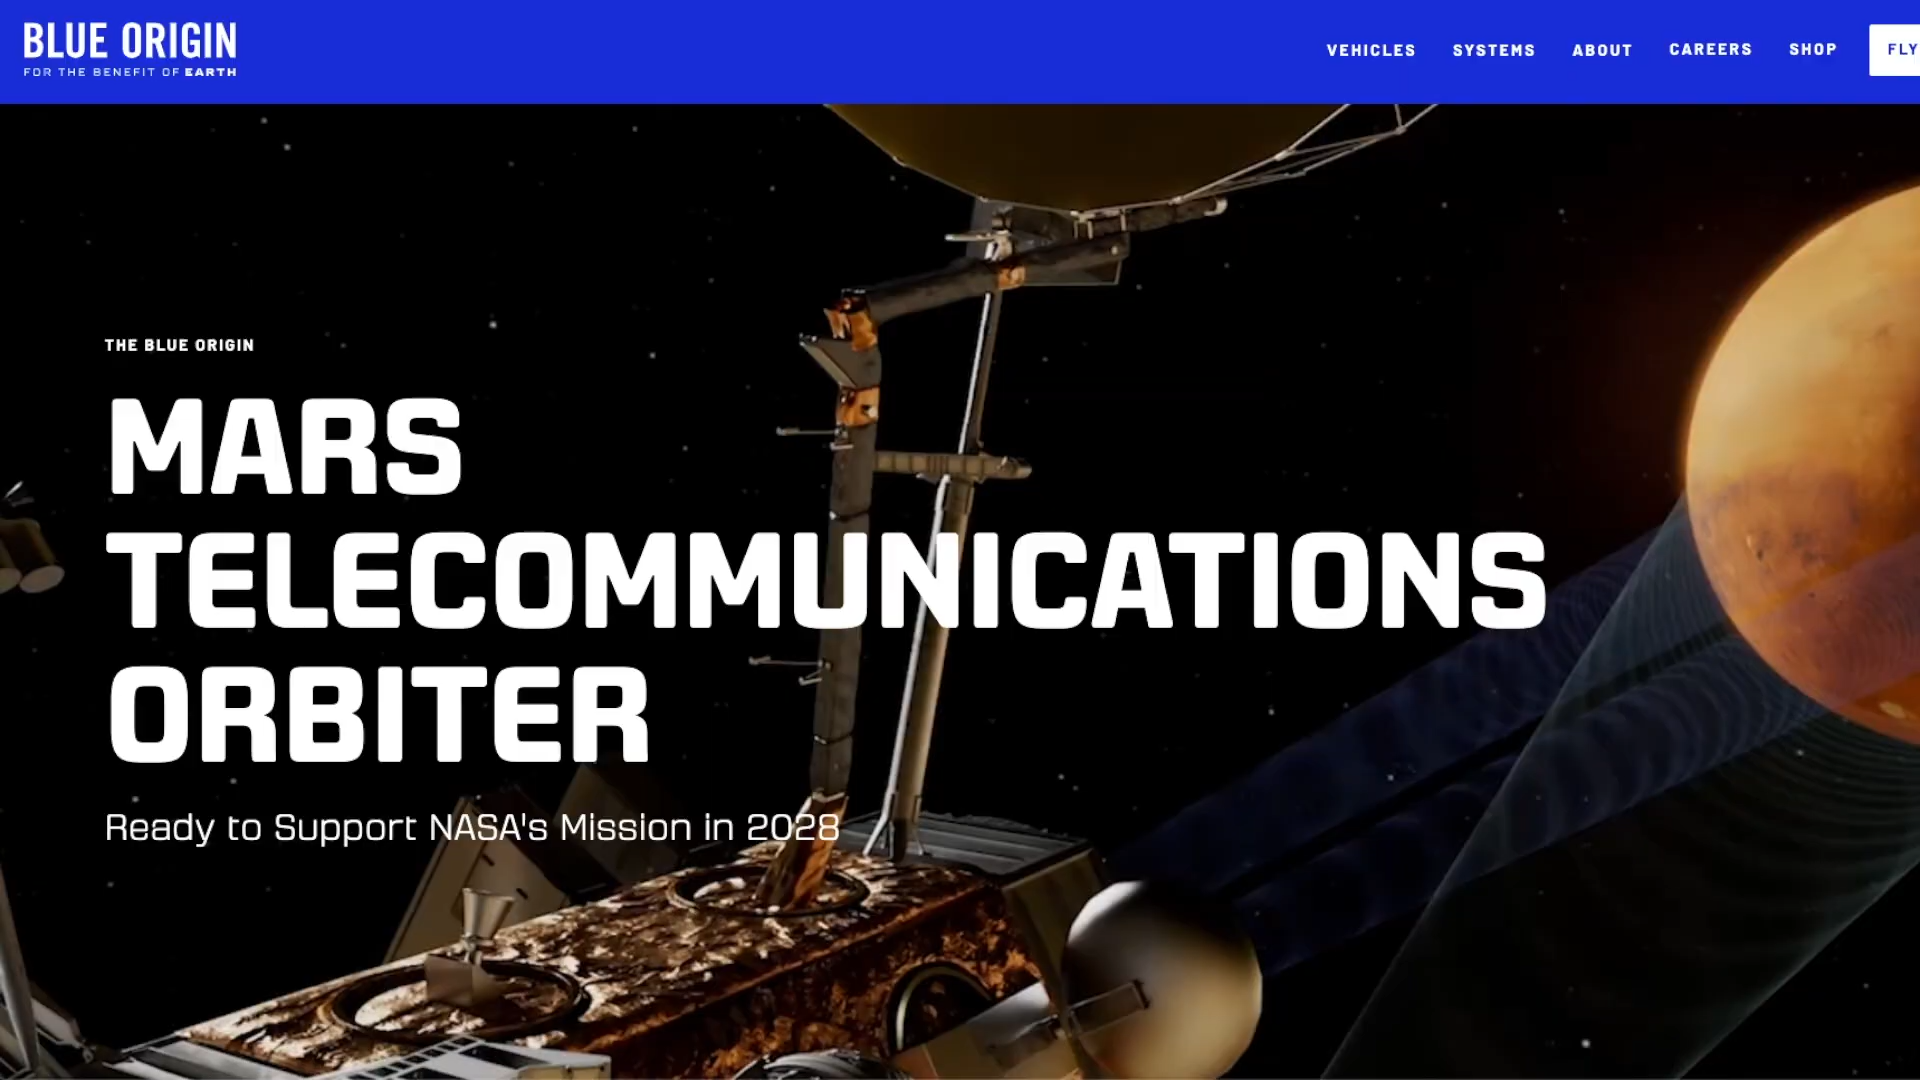 BLUE ORIGIN
FOR THE BENEFIT OF EARTH
VEHICLES SYSTEMS ABOUT CAREERS SHOP FLY
THE BLUE ORIGIN
MARS
TELECOMMUNICATIONS
ORBITER
Ready to Support NASA's Mission in 2028